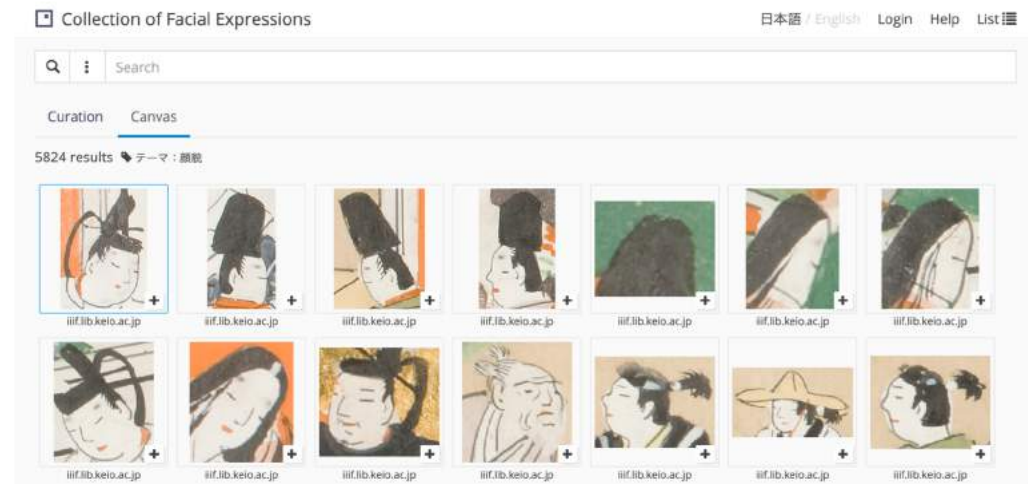 Collection of Facial Expressions
日本語 / English Login Help List
Search
Curation Canvas
5824 results テーマ：顔貌
iiif.lib.keio.ac.jp iiif.lib.keio.ac.jp iiif.lib.keio.ac.jp iiif.lib.keio.ac.jp iiif.lib.keio.ac.jp iiif.lib.keio.ac.jp iiif.lib.keio.ac.jp
iiif.lib.keio.ac.jp iiif.lib.keio.ac.jp iiif.lib.keio.ac.jp iiif.lib.keio.ac.jp iiif.lib.keio.ac.jp iiif.lib.keio.ac.jp iiif.lib.keio.ac.jp